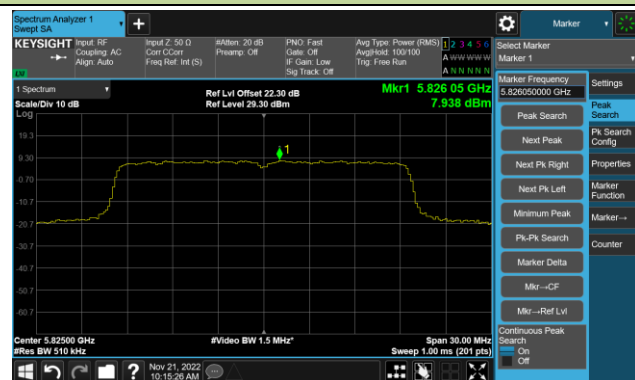 Spectrum Analyzer 1
Swept SA
Marker
KEYSIGHT
Input: RF
Coupling: AC
Align: Auto
Input Z: 50 Ω
Corr CCorr
Freq Ref: Int (S)
#Atten: 20 dB
Preamp: Off
PNO: Fast
Gate: Off
IF Gain: Low
Sig Track: Off
Avg Type: Power (RMS)
Avg|Hold: 100/100
Trig: Free Run
1 2 3 4 5 6
A W W W W W
A N N N N N
LXI
Select Marker
Marker 1
1 Spectrum
Scale/Div 10 dB
Log
Ref Lvl Offset 22.30 dB
Ref Level 29.30 dBm
Mkr1 5.826 05 GHz
7.938 dBm
19.3
9.30
-0.70
-10.7
-20.7
-30.7
-40.7
-50.7
-60.7
1
Center 5.82500 GHz
#Res BW 510 kHz
#Video BW 1.5 MHz*
Span 30.00 MHz
Sweep 1.00 ms (201 pts)
Marker Frequency
5.826050000 GHz
Peak Search
Next Peak
Next Pk Right
Next Pk Left
Minimum Peak
Pk-Pk Search
Marker Delta
Mkr→CF
Mkr→Ref Lvl
Continuous Peak
Search
On
Off
Settings
Peak
Search
Pk Search
Config
Properties
Marker
Function
Marker→
Counter
Nov 21, 2022
10:15:26 AM